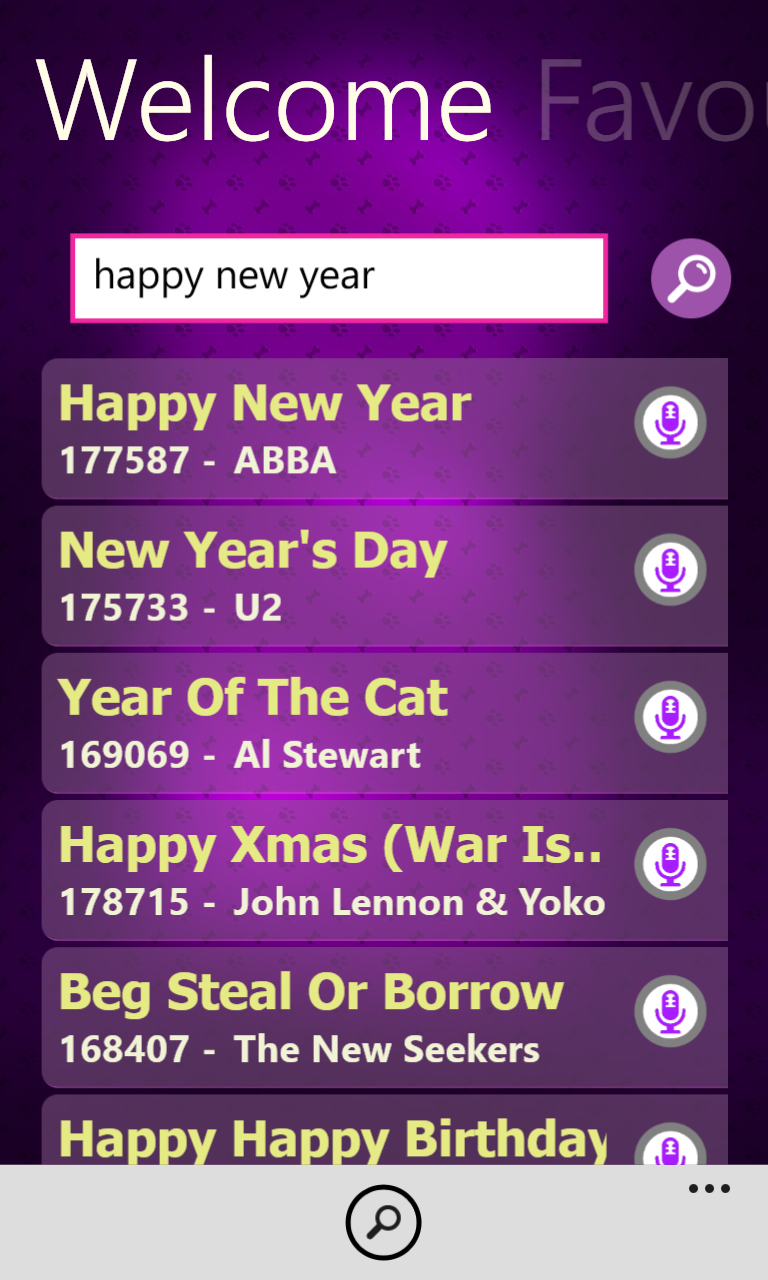 Welcome Favou
happy new year
Happy New Year
177587 - ABBA
New Year's Day
175733 - U2
Year Of The Cat
169069 - Al Stewart
Happy Xmas (War Is..
178715 - John Lennon & Yoko
Beg Steal Or Borrow
168407 - The New Seekers
Happy Happy Birthday